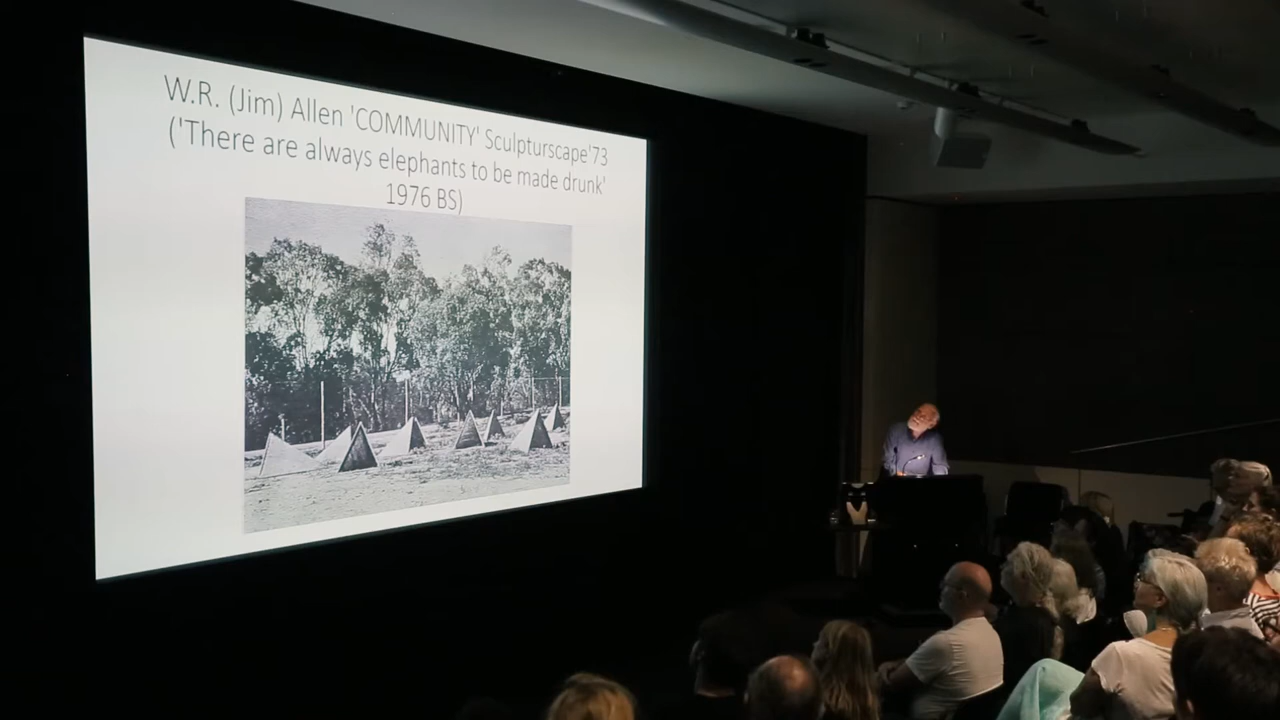 W.R. (Jim) Allen 'COMMUNITY' Sculpturscape'73
('There are always elephants to be made drunk'
1976 BS)